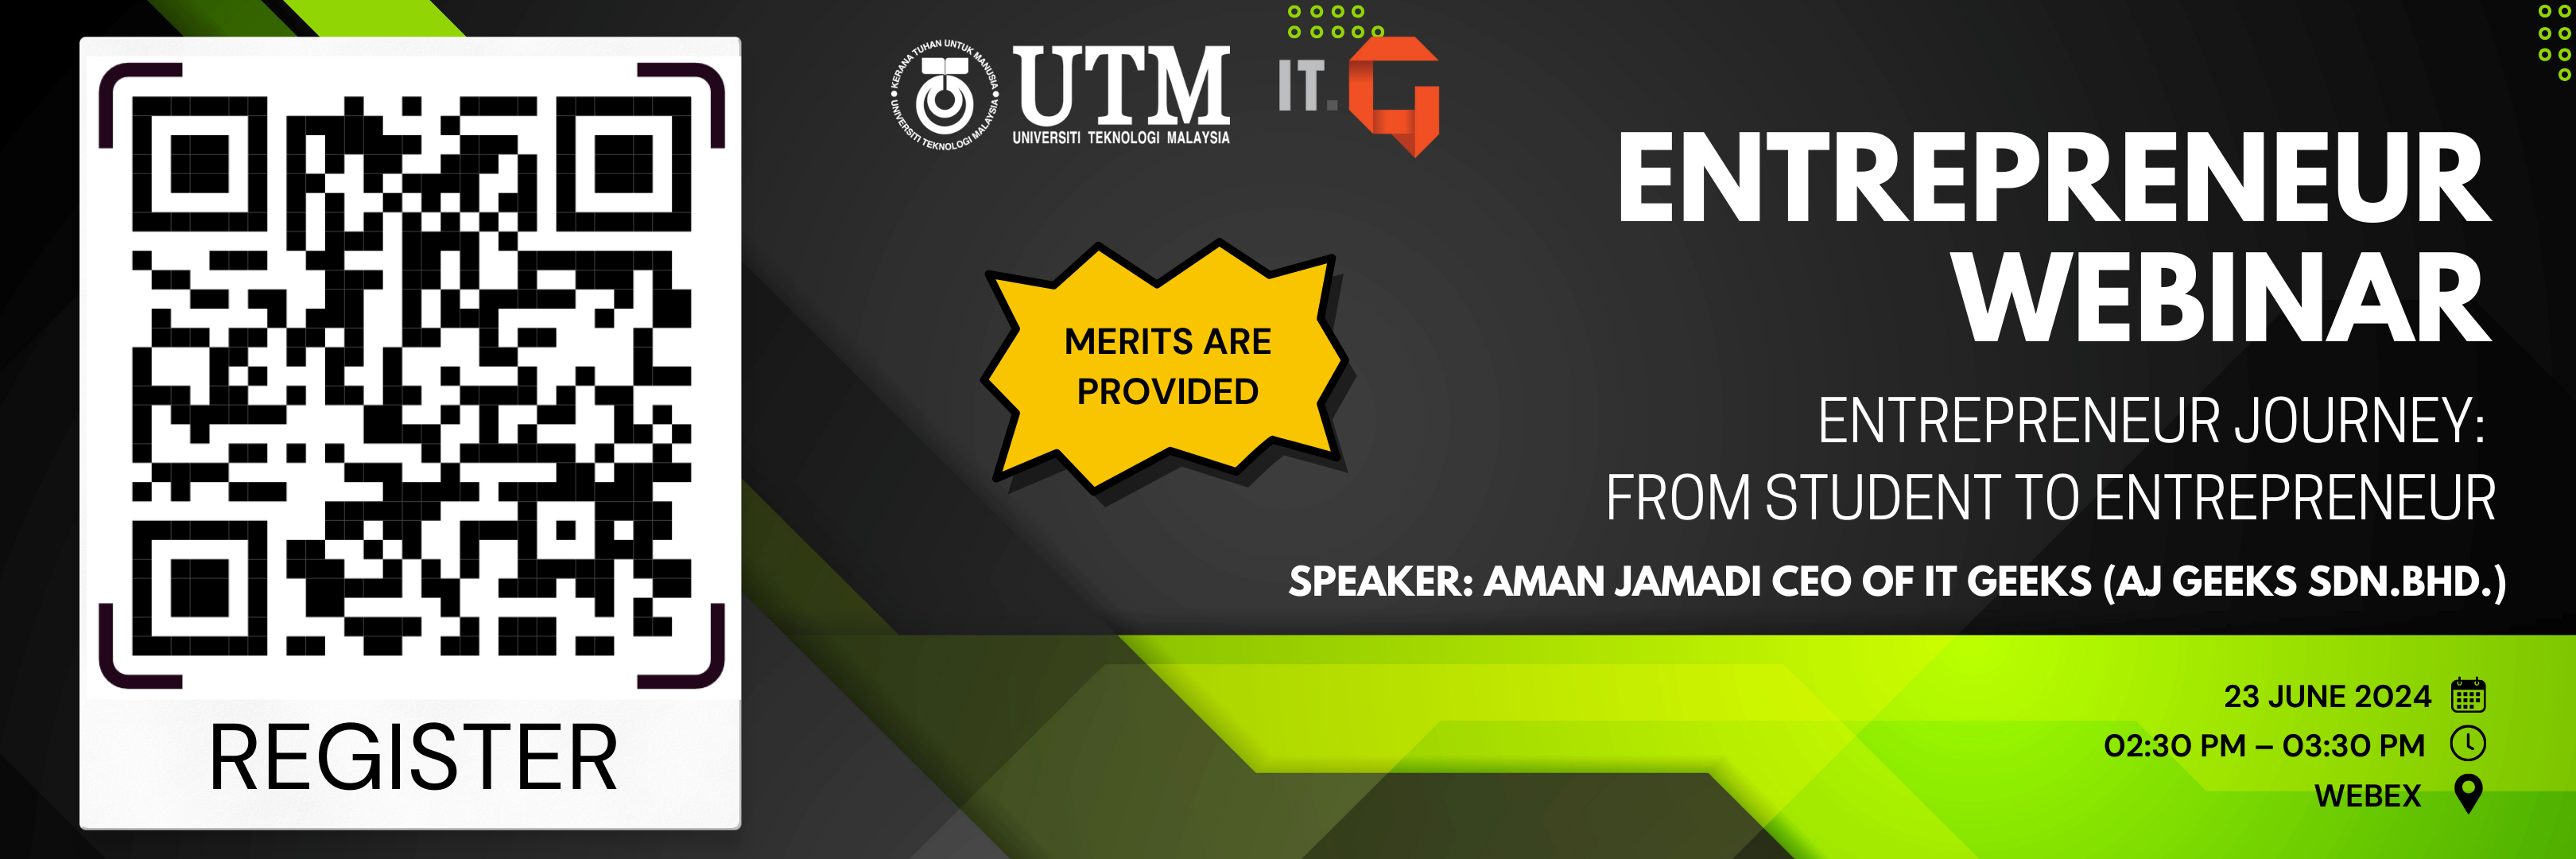 KERANA TUHAN UNTUK MANUSIA
UNIVERSITI TEKNOLOGI MALAYSIA
UTM
UNIVERSITI TEKNOLOGI MALAYSIA
IT.G
ENTREPRENEUR
WEBINAR
MERITS ARE
PROVIDED
ENTREPRENEUR JOURNEY:
FROM STUDENT TO ENTREPRENEUR
SPEAKER: AMAN JAMADI CEO OF IT GEEKS (AJ GEEKS SDN.BHD.)
REGISTER
23 JUNE 2024
02:30 PM – 03:30 PM
WEBEX